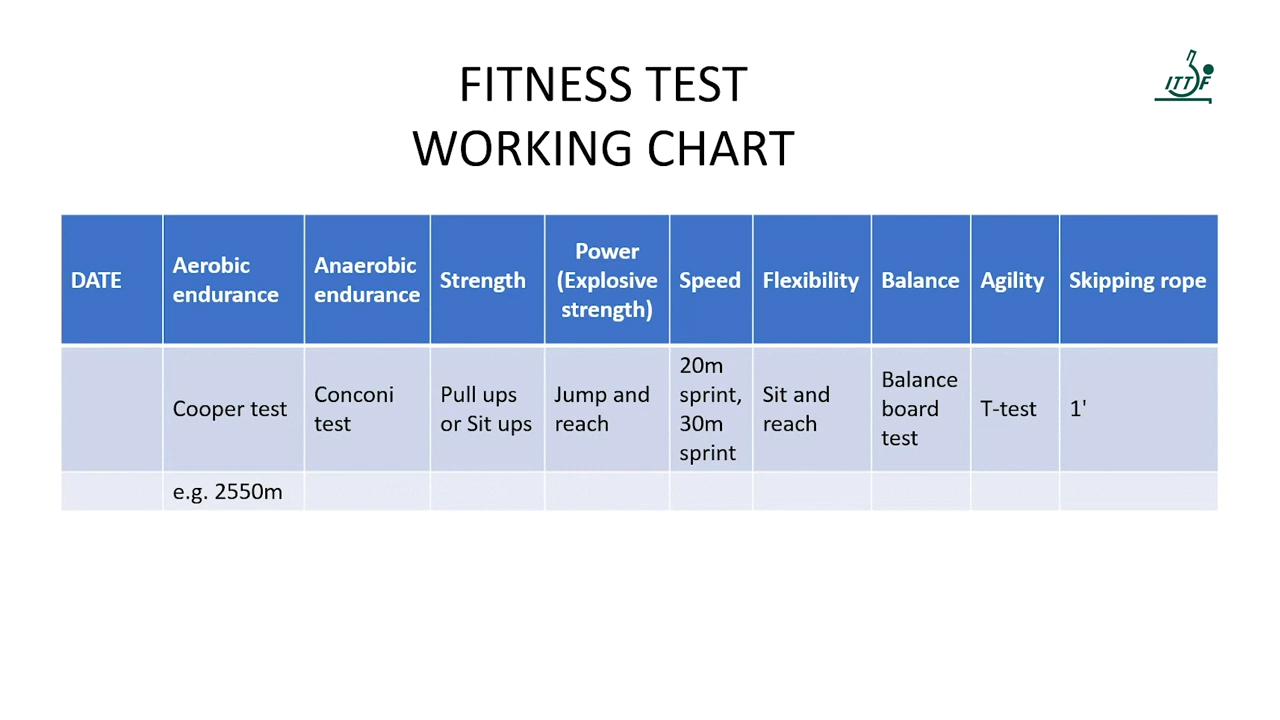 FITNESS TEST
WORKING CHART
ITTF
DATE
Aerobic
endurance
Anaerobic
endurance
Strength
Power
(Explosive
strength)
Speed
Flexibility
Balance
Agility
Skipping rope
Cooper test
Conconi
test
Pull ups
or Sit ups
Jump and
reach
20m
sprint,
30m
sprint
Sit and
reach
Balance
board
test
T-test
1'
e.g. 2550m